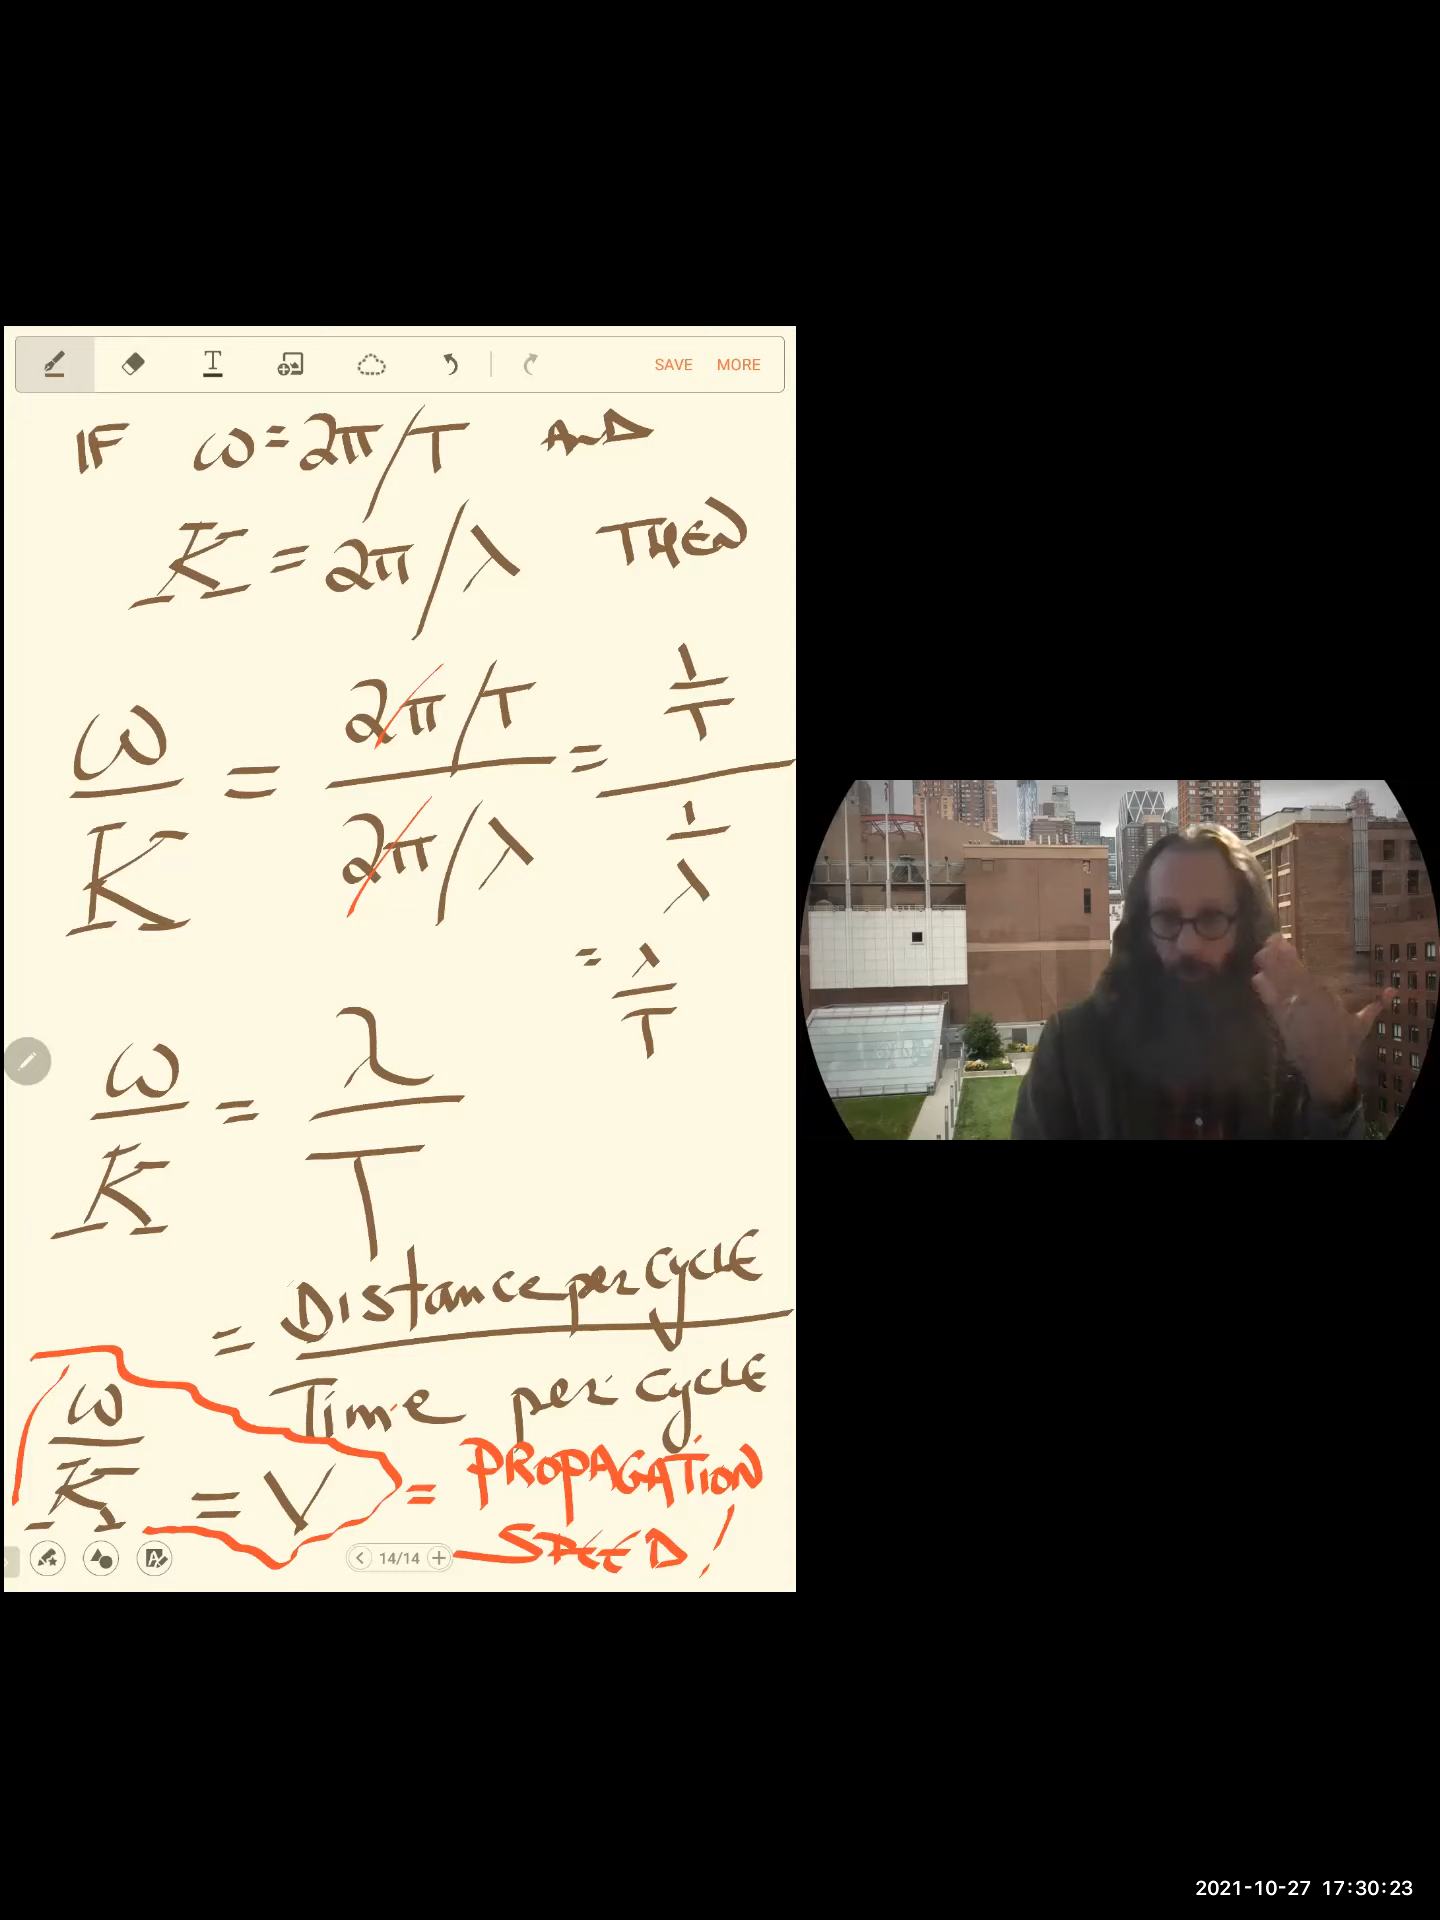 SAVE MORE
IF ω = 2π/T AND
K = 2π/λ THEN
ω/K = (2π/T)/(2π/λ) = (1/T)/(1/λ)
= λ/T
ω/K = λ/T
= Distance per cycle / Time per cycle
ω/K = V = PROPAGATION
SPEED!
14/14
2021-10-27 17:30:23